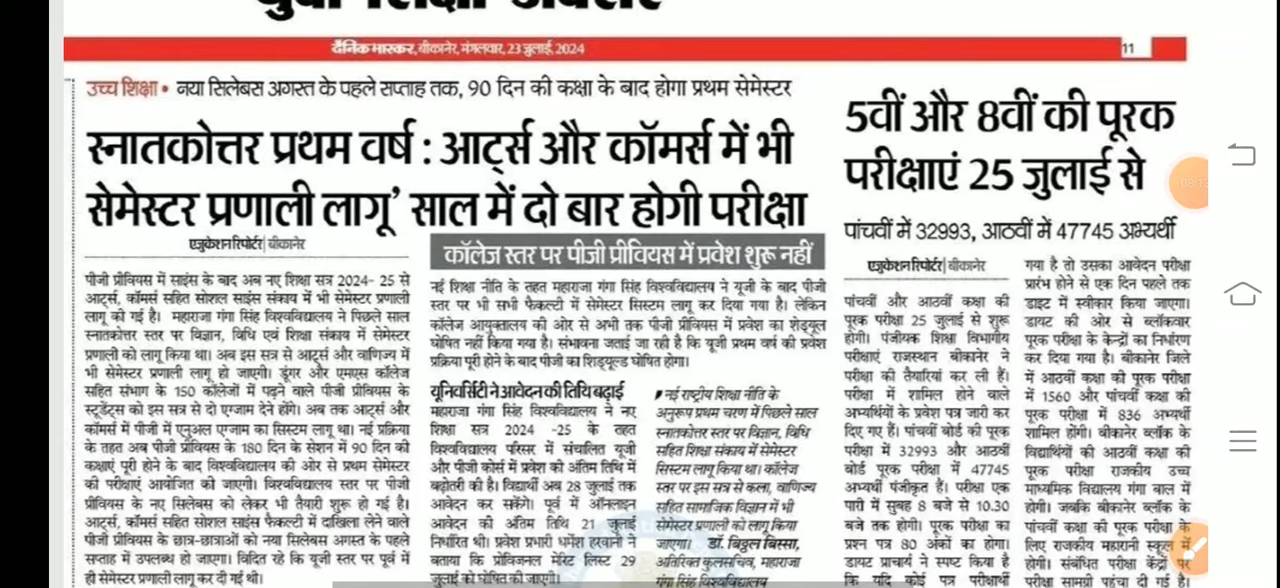 दैनिक भास्कर, बीकानेर, मंगलवार, 23 जुलाई, 2024
11
उच्च शिक्षा • नया सिलेबस अगस्त के पहले सप्ताह तक, 90 दिन की कक्षा के बाद होगा प्रथम सेमेस्टर
स्नातकोत्तर प्रथम वर्ष : आर्ट्स और कॉमर्स में भी
सेमेस्टर प्रणाली लागू' साल में दो बार होगी परीक्षा
एजुकेशन रिपोर्टर | बीकानेर
पीजी प्रीवियस में साइंस के बाद अब नए शिक्षा सत्र 2024- 25 से
आर्ट्स, कॉमर्स सहित सोशल साइंस संकाय में भी सेमेस्टर प्रणाली
लागू की गई है। महाराजा गंगा सिंह विश्वविद्यालय ने पिछले साल
स्नातकोत्तर स्तर पर विज्ञान, विधि एवं शिक्षा संकाय में सेमेस्टर
प्रणाली को लागू किया था। अब इस सत्र से आर्ट्स और वाणिज्य में
भी सेमेस्टर प्रणाली लागू हो जाएगी। डूंगर और एमएस कॉलेज
सहित संभाग के 150 कॉलेजों में पढ़ने वाले पीजी प्रीवियस के
स्टूडेंट्स को इस सत्र से दो एग्जाम देने होंगे। अब तक आर्ट्स और
कॉमर्स में पीजी में एनुअल एग्जाम का सिस्टम लागू था। नई प्रक्रिया
के तहत अब पीजी प्रीवियस के 180 दिन के सेशन में 90 दिन की
कक्षाएं पूरी होने के बाद विश्वविद्यालय की ओर से प्रथम सेमेस्टर
की परीक्षाएं आयोजित की जाएगी। विश्वविद्यालय स्तर पर पीजी
प्रीवियस के नए सिलेबस को लेकर भी तैयारी शुरू हो गई है।
आर्ट्स, कॉमर्स सहित सोशल साइंस फैकल्टी में दाखिला लेने वाले
पीजी प्रीवियस के छात्र-छात्राओं को नया सिलेबस अगस्त के पहले
सप्ताह में उपलब्ध हो जाएगा। विदित रहे कि यूजी स्तर पर पूर्व में
ही सेमेस्टर प्रणाली लागू कर दी गई थी।
कॉलेज स्तर पर पीजी प्रीवियस में प्रवेश शुरू नहीं
नई शिक्षा नीति के तहत महाराजा गंगा सिंह विश्वविद्यालय ने यूजी के बाद पीजी
स्तर पर भी सभी फैकल्टी में सेमेस्टर सिस्टम लागू कर दिया गया है। लेकिन
कॉलेज आयुक्तालय की ओर से अभी तक पीजी प्रीवियस में प्रवेश का शेड्यूल
घोषित नहीं किया गया है। संभावना जताई जा रही है कि यूजी प्रथम वर्ष की प्रवेश
प्रक्रिया पूरी होने के बाद पीजी का शिड्यूल्ड घोषित होगा।
यूनिवर्सिटी ने आवेदन की तिथि बढ़ाई
महाराजा गंगा सिंह विश्वविद्यालय ने नए
शिक्षा सत्र 2024 -25 के तहत
विश्वविद्यालय परिसर में संचालित यूजी
और पीजी कोर्स में प्रवेश की अंतिम तिथि में
बढ़ोतरी की है। विद्यार्थी अब 28 जुलाई तक
आवेदन कर सकेंगे। पूर्व में ऑनलाइन
आवेदन की अंतिम तिथि 21 जुलाई
निर्धारित थी। प्रवेश प्रभारी धर्मेश हरवानी ने
बताया कि प्रोविजनल मेरिट लिस्ट 29
जुलाई को घोषित की जाएगी।
नई राष्ट्रीय शिक्षा नीति के
अनुरूप प्रथम चरण में पिछले साल
स्नातकोत्तर स्तर पर विज्ञान, विधि
सहित शिक्षा संकाय में सेमेस्टर
सिस्टम लागू किया था। कॉलेज
स्तर पर इस सत्र से कला, वाणिज्य
सहित सामाजिक विज्ञान में भी
सेमेस्टर प्रणाली को लागू किया
जाएगा। डॉ. बिठ्ठल बिस्सा,
अतिरिक्त कुलसचिव, महाराजा
गंगा सिंह विश्वविद्यालय
5वीं और 8वीं की पूरक
परीक्षाएं 25 जुलाई से
पांचवीं में 32993, आठवीं में 47745 अभ्यर्थी
एजुकेशन रिपोर्टर | बीकानेर
पांचवीं और आठवीं कक्षा की
पूरक परीक्षा 25 जुलाई से शुरू
होगी। पंजीयक शिक्षा विभागीय
परीक्षाएं राजस्थान बीकानेर ने
परीक्षा की तैयारियां कर ली हैं।
परीक्षा में शामिल होने वाले
अभ्यर्थियों के प्रवेश पत्र जारी कर
दिए गए हैं। पांचवीं बोर्ड की पूरक
परीक्षा में 32993 और आठवीं
बोर्ड पूरक परीक्षा में 47745
अभ्यर्थी पंजीकृत हैं। परीक्षा एक
पारी में सुबह 8 बजे से 10.30
बजे तक होगी। पूरक परीक्षा का
प्रश्न पत्र 80 अंकों का होगा।
डायट प्राचार्य ने स्पष्ट किया है
कि यदि कोई पात्र परीक्षार्थी
गया है तो उसका आवेदन परीक्षा
प्रारंभ होने से एक दिन पहले तक
डाइट में स्वीकार किया जाएगा।
डायट की ओर से ब्लॉकवार
पूरक परीक्षा के केन्द्रों का निर्धारण
कर दिया गया है। बीकानेर जिले
में आठवीं कक्षा की पूरक परीक्षा
में 1560 और पांचवीं कक्षा की
पूरक परीक्षा में 836 अभ्यर्थी
शामिल होंगी। बीकानेर ब्लॉक के
विद्यार्थियों की आठवीं कक्षा की
पूरक परीक्षा राजकीय उच्च
माध्यमिक विद्यालय गंगा बाल में
होगी। जबकि बीकानेर ब्लॉक के
पांचवीं कक्षा की पूरक परीक्षा के
लिए राजकीय महारानी स्कूल में
होगी। संबंधित परीक्षा केंद्रों पर
परीक्षा सामग्री पहुंचा दी गई है।
08:13